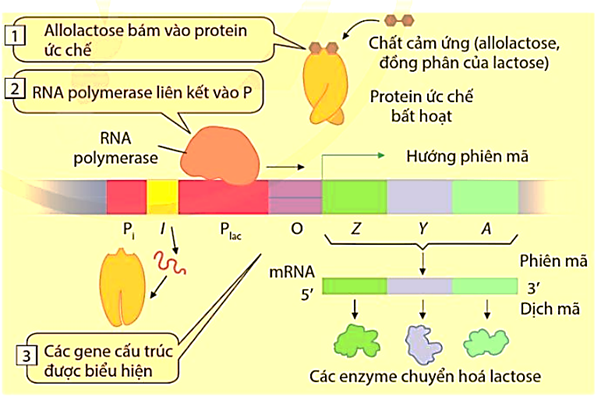 1
Allolactose bám vào protein
ức chế
2
RNA polymerase liên kết vào P
Chất cảm ứng (allolactose,
đồng phân của lactose)
Protein ức chế
bất hoạt
RNA
polymerase
Hướng phiên mã
Pi I Plac O Z Y A
mRNA
5’
3’
Phiên mã
Dịch mã
3
Các gene cấu trúc
được biểu hiện
Các enzyme chuyển hoá lactose